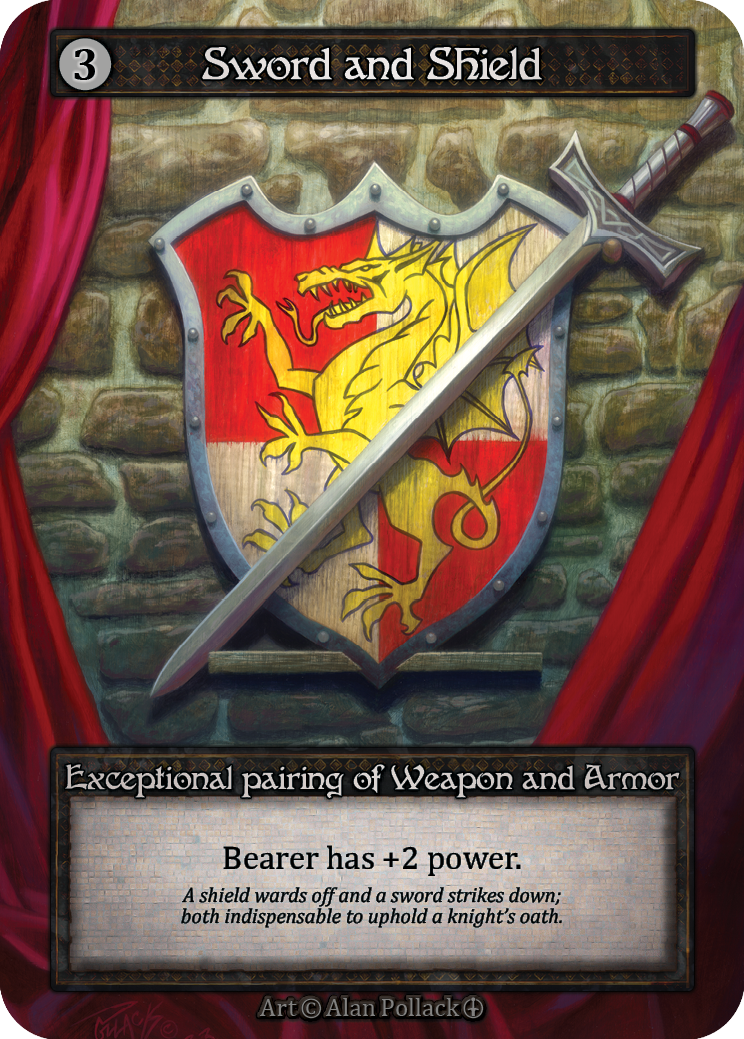 3
Sword and Shield
Exceptional pairing of Weapon and Armor
Bearer has +2 power.
A shield wards off and a sword strikes down;
both indispensable to uphold a knight's oath.
Art © Alan Pollack